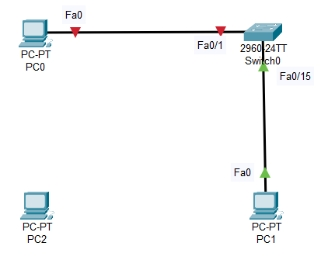 Fa0
Fa0/1
PC-PT
PC0
2960-24TT
Switch0
Fa0/15
Fa0
PC-PT
PC2
PC-PT
PC1